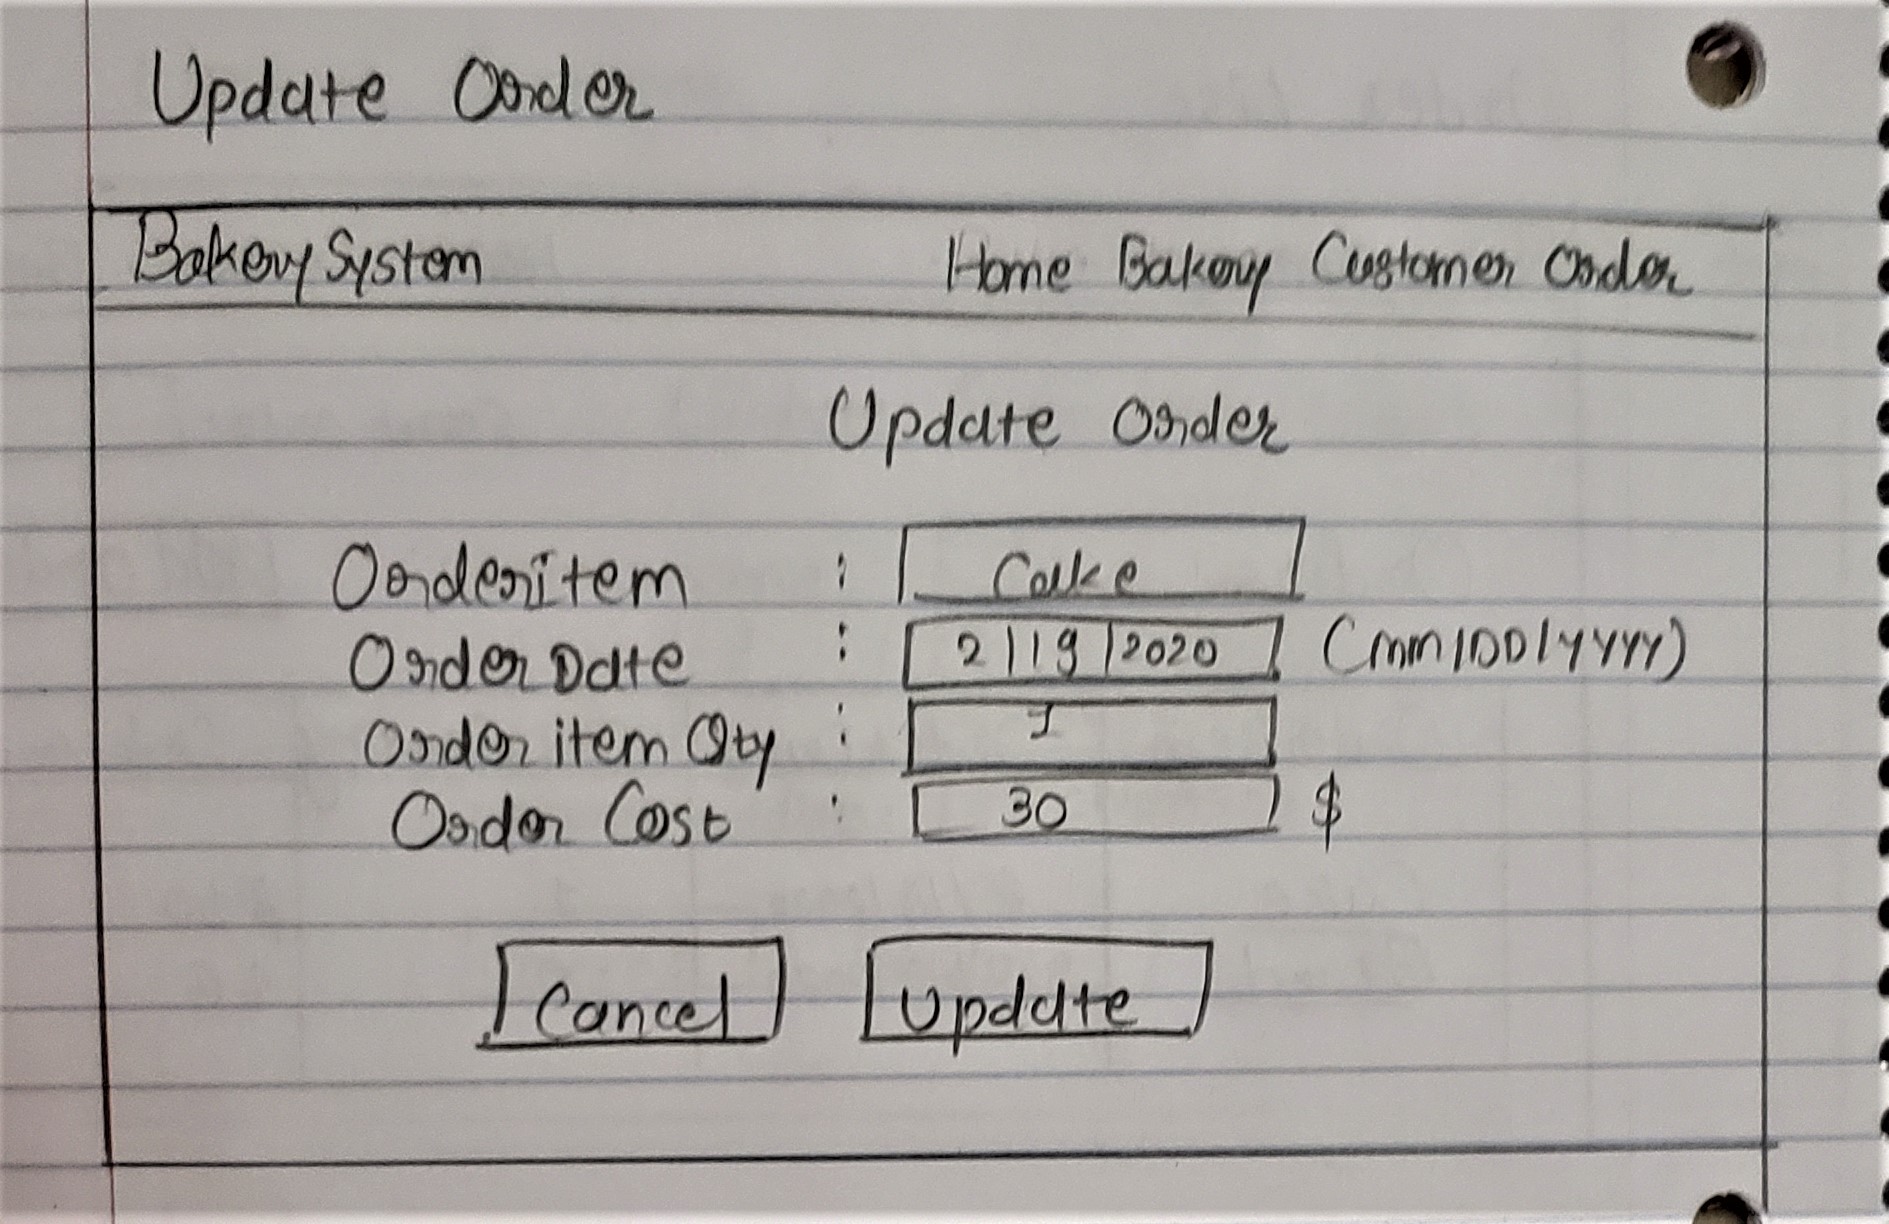 Update Order
Bakery System Home Bakery Customer Order
Update Order
Orderitem : Cake
Order Date : 2/19/2020 (MM/DD/YYYY)
Order item Qty : 1
Order Cost : 30 $
Cancel Update